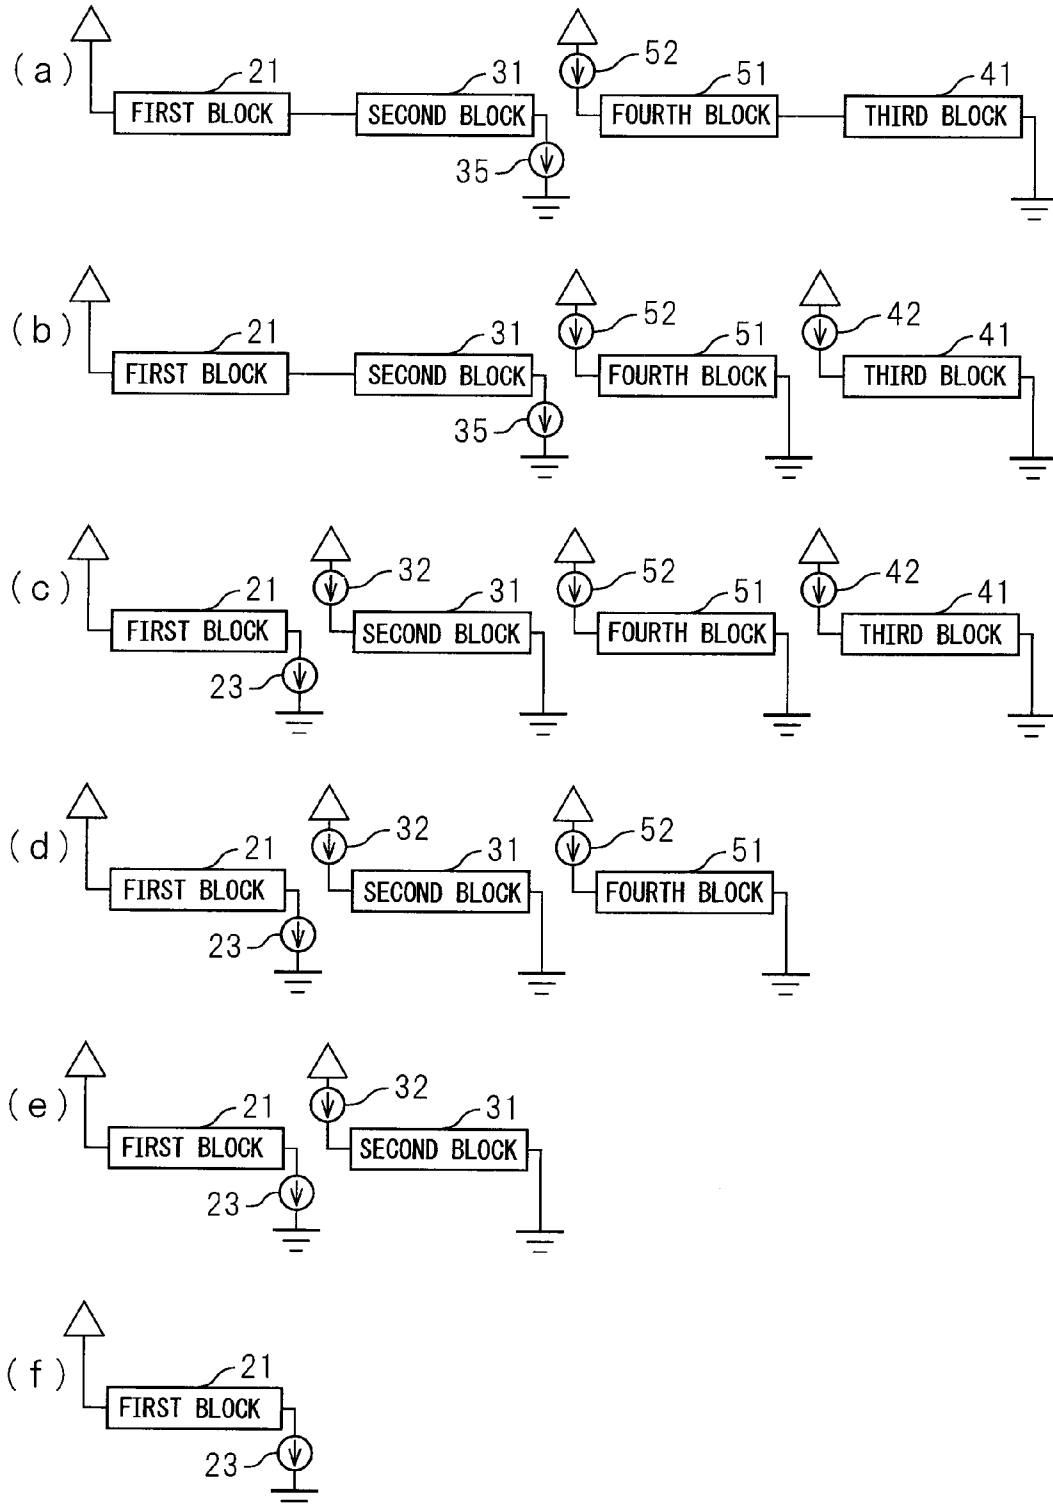 (a)
21
31
52
51
41
FIRST BLOCK
SECOND BLOCK
FOURTH BLOCK
THIRD BLOCK
35
(b)
21
31
52
51
42
41
FIRST BLOCK
SECOND BLOCK
FOURTH BLOCK
THIRD BLOCK
35
(c)
21
32
31
52
51
42
41
FIRST BLOCK
SECOND BLOCK
FOURTH BLOCK
THIRD BLOCK
23
(d)
21
32
31
52
51
FIRST BLOCK
SECOND BLOCK
FOURTH BLOCK
23
(e)
21
32
31
FIRST BLOCK
SECOND BLOCK
23
(f)
21
FIRST BLOCK
23